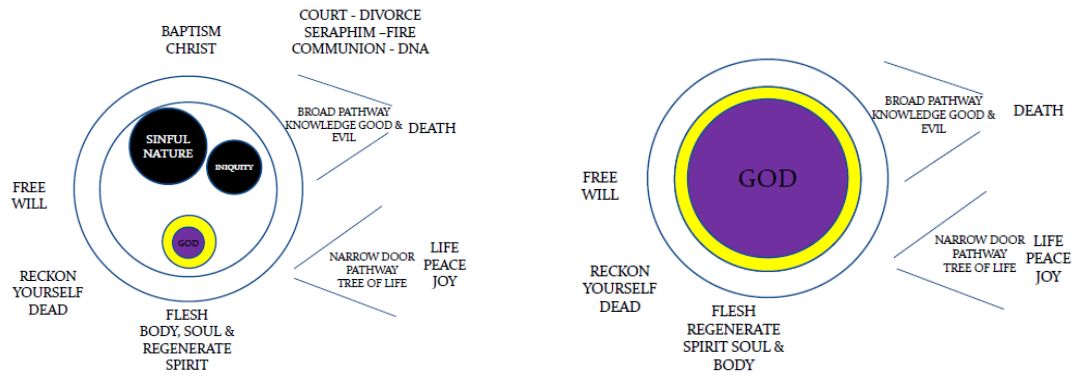 BAPTISM
CHRIST
COURT - DIVORCE
SERAPHIM –FIRE
COMMUNION - DNA
SINFUL
NATURE
INIQUITY
GOD
BROAD PATHWAY
KNOWLEDGE GOOD &
EVIL
DEATH
FREE
WILL
NARROW DOOR
PATHWAY
TREE OF LIFE
LIFE
PEACE
JOY
RECKON
YOURSELF
DEAD
FLESH
BODY, SOUL &
REGENERATE
SPIRIT
GOD
BROAD PATHWAY
KNOWLEDGE GOOD &
EVIL
DEATH
FREE
WILL
NARROW DOOR
PATHWAY
TREE OF LIFE
LIFE
PEACE
JOY
RECKON
YOURSELF
DEAD
FLESH
REGENERATE
SPIRIT SOUL &
BODY